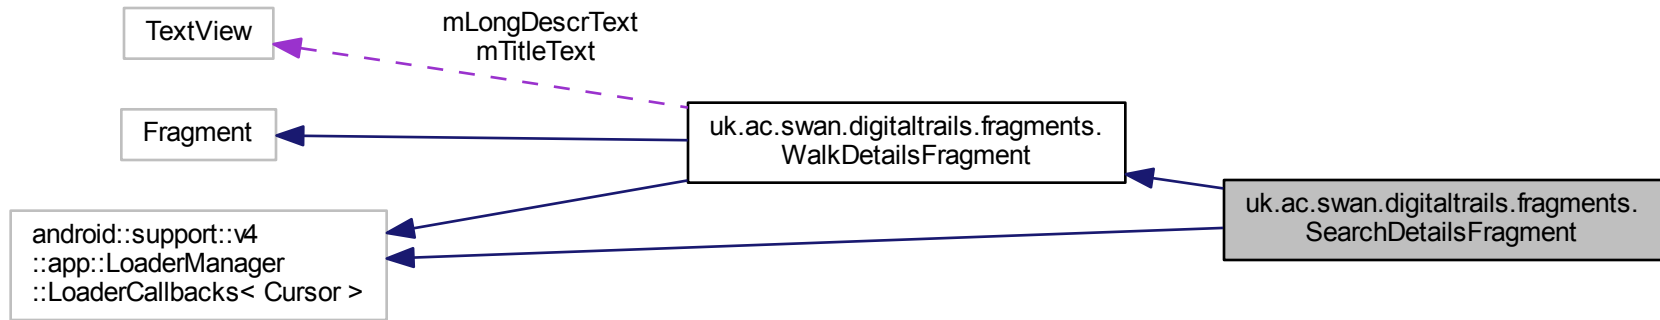 TextView
mLongDescrText
mTitleText
Fragment
uk.ac.swan.digitaltrails.fragments.
WalkDetailsFragment
android::support::v4
::app::LoaderManager
::LoaderCallbacks< Cursor >
uk.ac.swan.digitaltrails.fragments.
SearchDetailsFragment